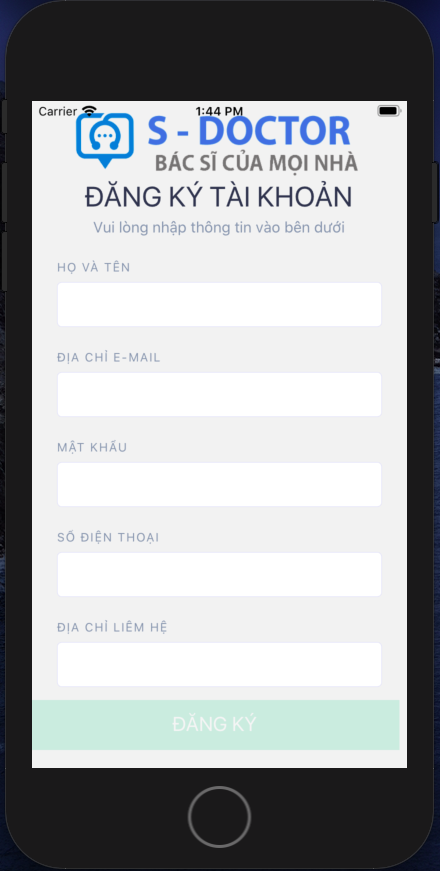 Carrier 1:44 PM
S - DOCTOR
BÁC SĨ CỦA MỌI NHÀ
ĐĂNG KÝ TÀI KHOẢN
Vui lòng nhập thông tin vào bên dưới
HỌ VÀ TÊN
ĐỊA CHỈ E-MAIL
MẬT KHẨU
SỐ ĐIỆN THOẠI
ĐỊA CHỈ LIÊM HỆ
ĐĂNG KÝ